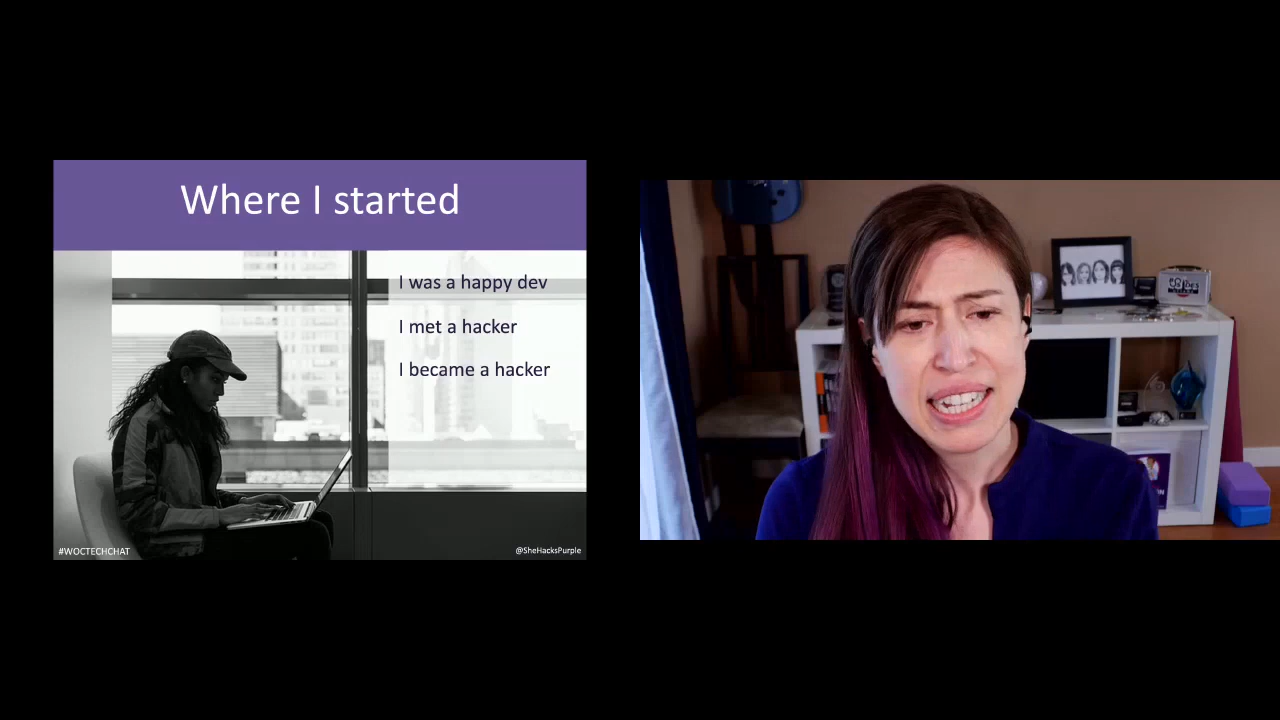 Where I started
I was a happy dev
I met a hacker
I became a hacker
#WOCTECHCHAT
@SheHacksPurple